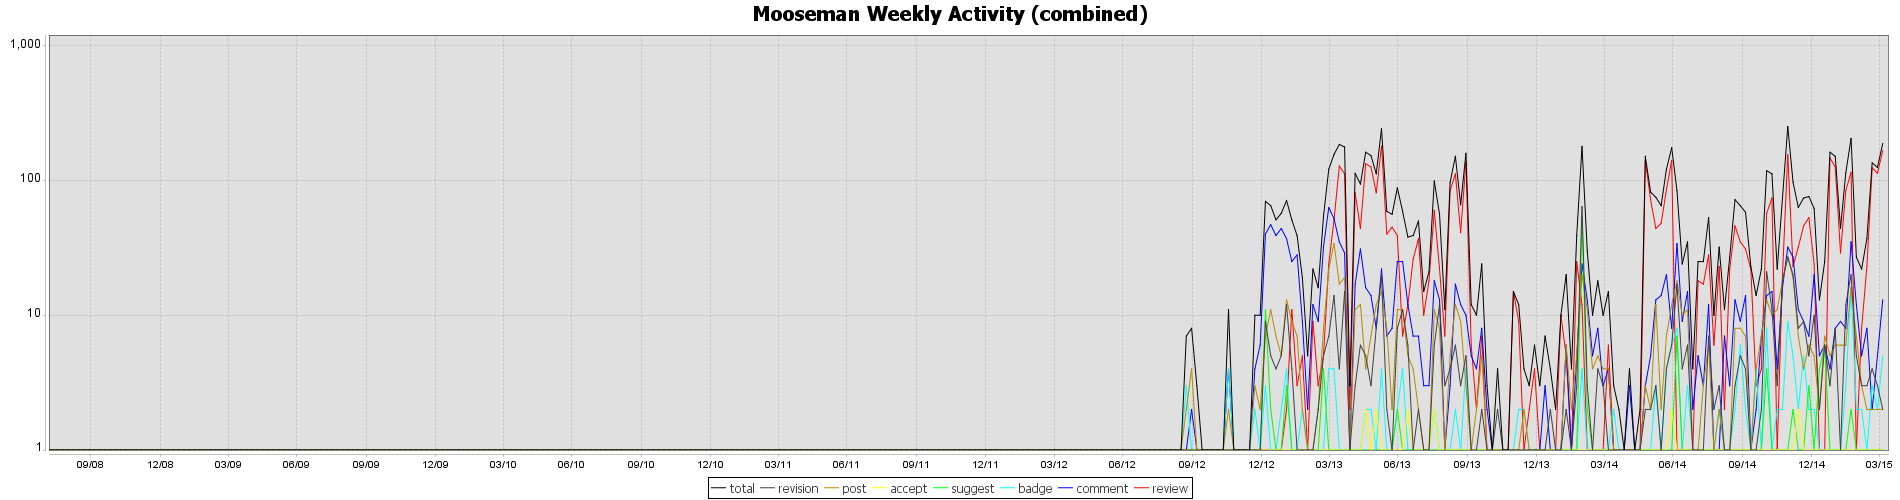 Mooseman Weekly Activity (combined)
1,000
100
10
1
09/08 12/08 03/09 06/09 09/09 12/09 03/10 06/10 09/10 12/10 03/11 06/11 09/11 12/11 03/12 06/12 09/12 12/12 03/13 06/13 09/13 12/13 03/14 06/14 09/14 12/14 03/15
total revision post accept suggest badge comment review